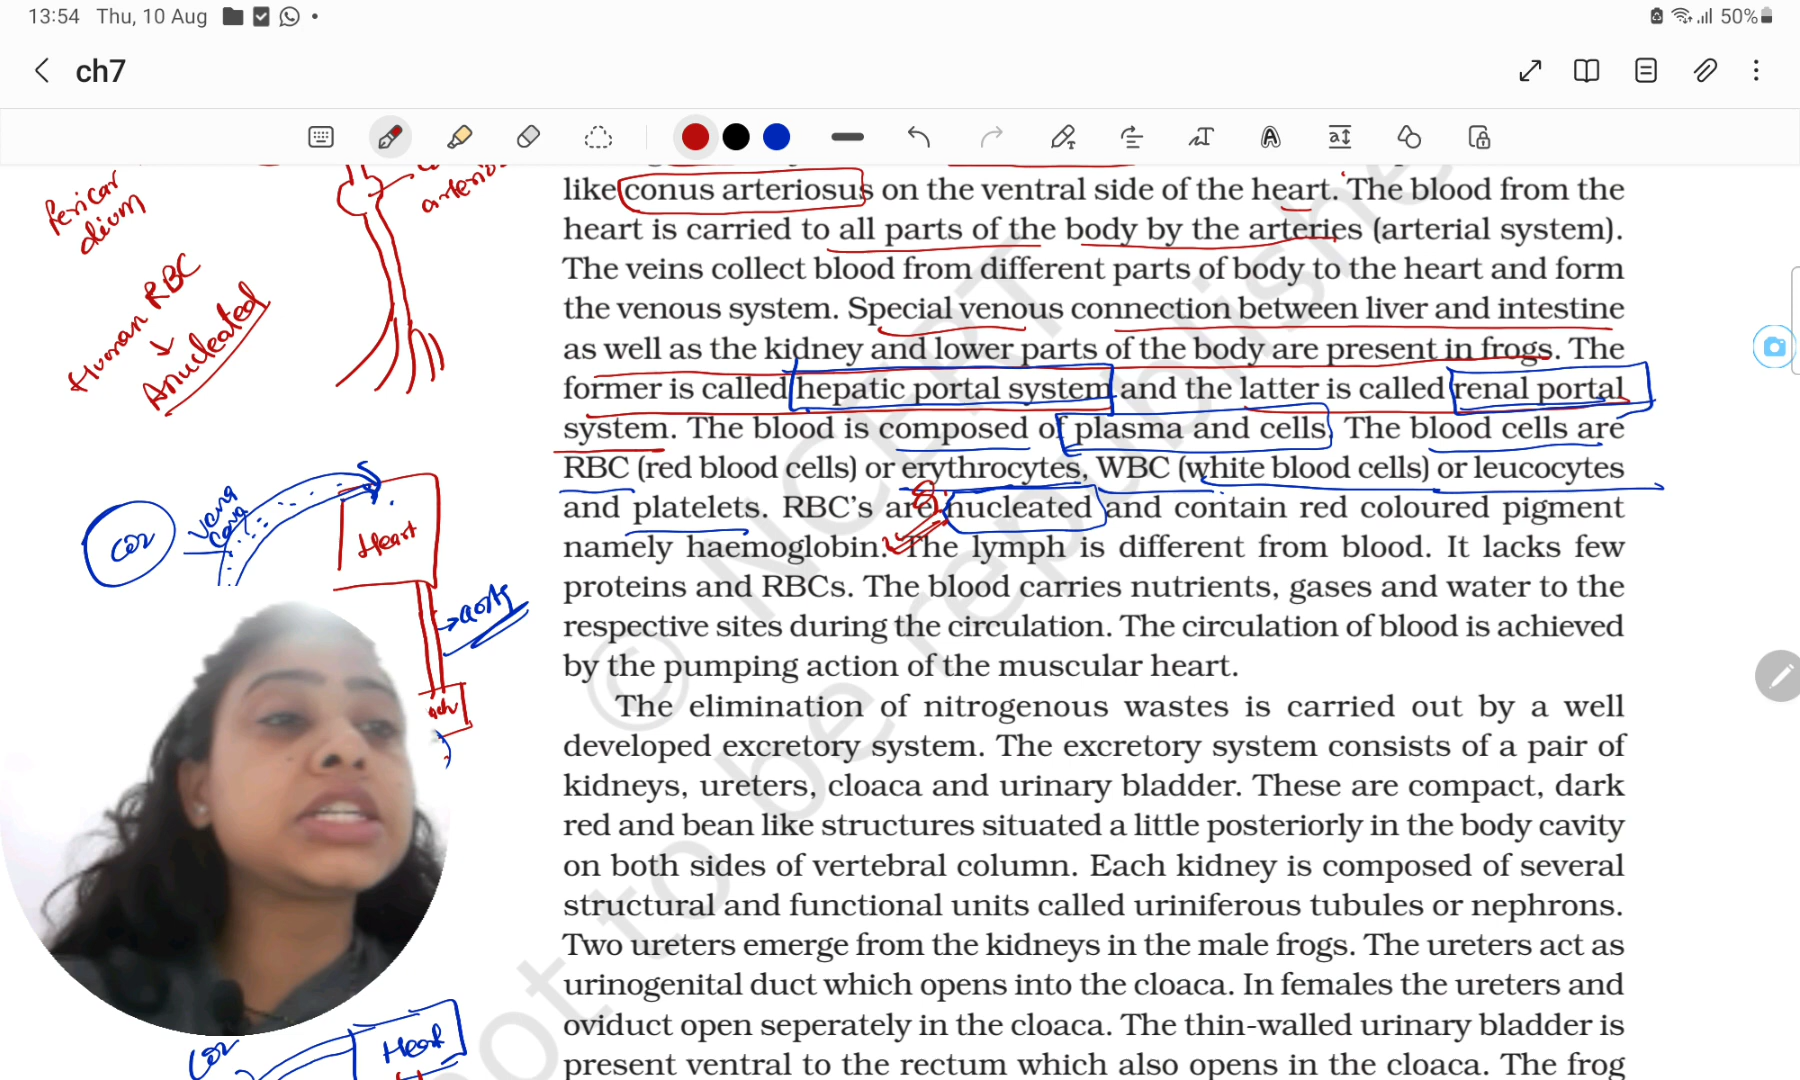 13:54 Thu, 10 Aug
50%
ch7
Pericar
dium
arterio
Human RBC
Anucleated
like conus arteriosus on the ventral side of the heart. The blood from the
heart is carried to all parts of the body by the arteries (arterial system).
The veins collect blood from different parts of body to the heart and form
the venous system. Special venous connection between liver and intestine
as well as the kidney and lower parts of the body are present in frogs. The
former is called hepatic portal system and the latter is called renal portal
system. The blood is composed of plasma and cells. The blood cells are
RBC (red blood cells) or erythrocytes, WBC (white blood cells) or leucocytes
and platelets. RBC's are nucleated and contain red coloured pigment
namely haemoglobin. The lymph is different from blood. It lacks few
proteins and RBCs. The blood carries nutrients, gases and water to the
respective sites during the circulation. The circulation of blood is achieved
by the pumping action of the muscular heart.
The elimination of nitrogenous wastes is carried out by a well
developed excretory system. The excretory system consists of a pair of
kidneys, ureters, cloaca and urinary bladder. These are compact, dark
red and bean like structures situated a little posteriorly in the body cavity
on both sides of vertebral column. Each kidney is composed of several
structural and functional units called uriniferous tubules or nephrons.
Two ureters emerge from the kidneys in the male frogs. The ureters act as
urinogenital duct which opens into the cloaca. In females the ureters and
oviduct open seperately in the cloaca. The thin-walled urinary bladder is
present ventral to the rectum which also opens in the cloaca. The frog
CO2
Vena
Cava
Heart
aorta
CO2
Heart
© NCERT
not to be republished